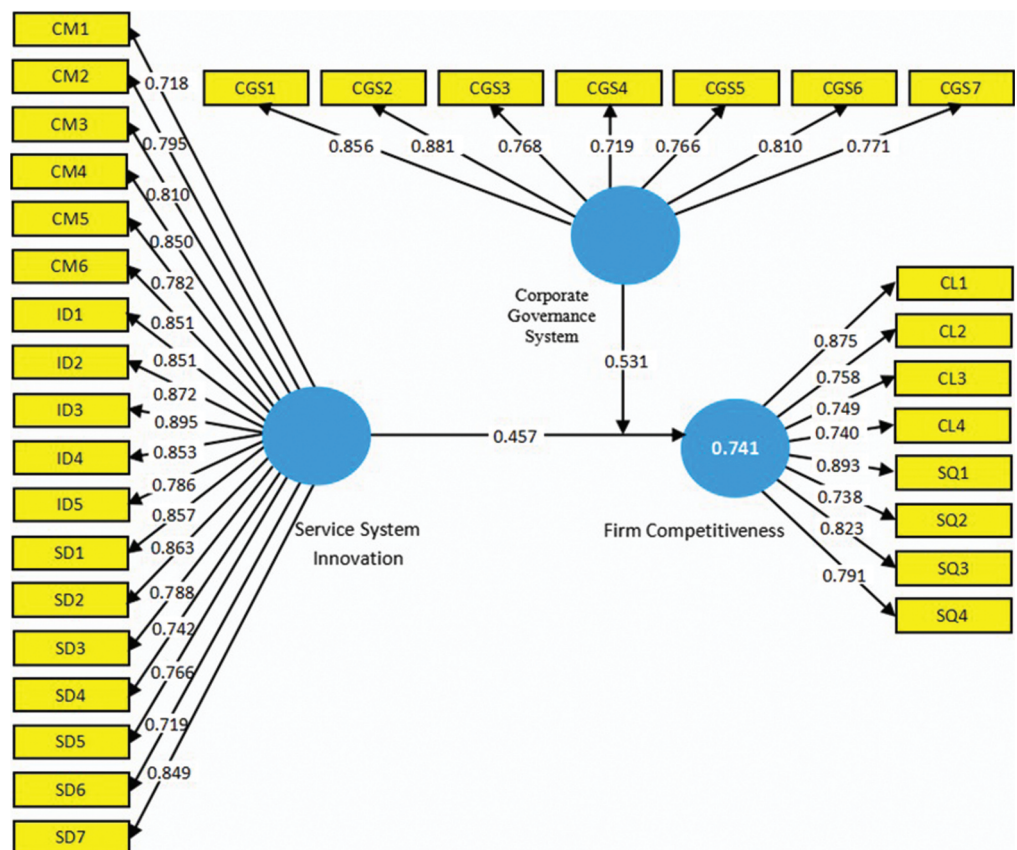 CM1
CM2
CM3
CM4
CM5
CM6
ID1
ID2
ID3
ID4
ID5
SD1
SD2
SD3
SD4
SD5
SD6
SD7
0.718
0.795
0.810
0.850
0.782
0.851
0.851
0.872
0.895
0.853
0.786
0.857
0.863
0.788
0.742
0.766
0.719
0.849
Service System
Innovation
CGS1 CGS2 CGS3 CGS4 CGS5 CGS6 CGS7
0.856 0.881 0.768 0.719 0.766 0.810 0.771
Corporate
Governance
System
0.531
0.457
0.741
Firm Competitiveness
0.875
0.758
0.749
0.740
0.893
0.738
0.823
0.791
CL1
CL2
CL3
CL4
SQ1
SQ2
SQ3
SQ4